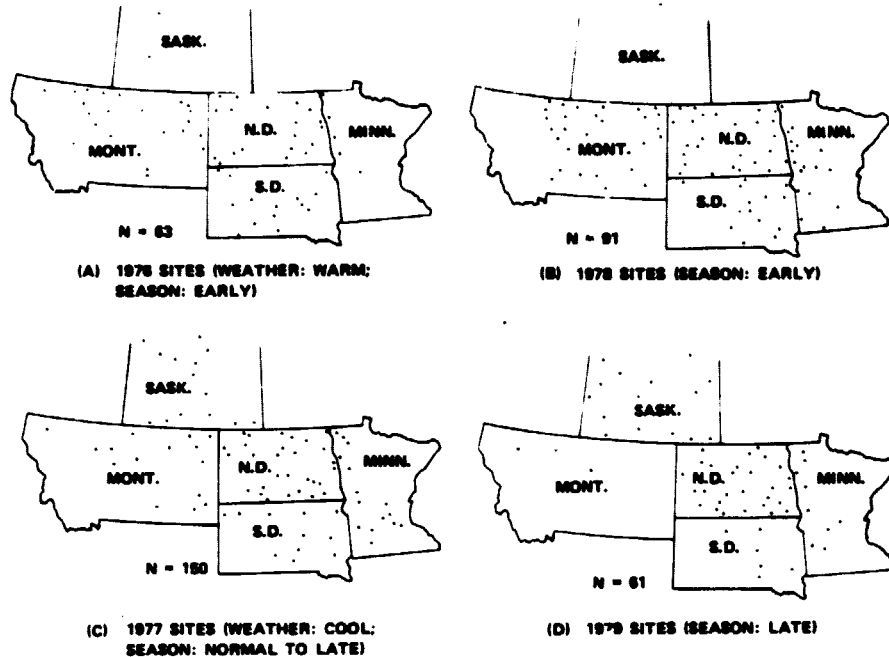 SASK.
MONT.
N.D.
MINN.
S.D.
N = 63
(A) 1976 SITES (WEATHER: WARM;
SEASON: EARLY)
SASK.
MONT.
N.D.
MINN.
S.D.
N = 91
(B) 1978 SITES (SEASON: EARLY)
SASK.
MONT.
N.D.
MINN.
S.D.
N = 150
(C) 1977 SITES (WEATHER: COOL;
SEASON: NORMAL TO LATE)
SASK.
MONT.
N.D.
MINN.
S.D.
N = 61
(D) 1979 SITES (SEASON: LATE)